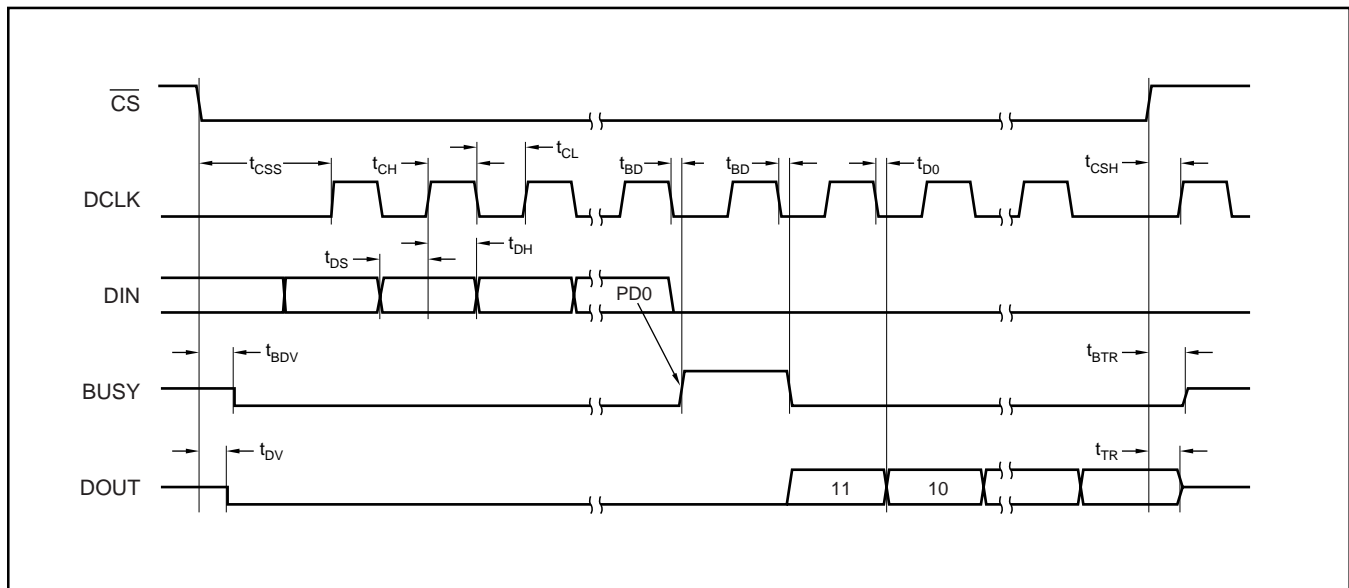 CS
tCSS tCH tCL tBD tBD tD0 tCSH
DCLK
tDS tDH
DIN
PD0
tBDV tBTR
BUSY
tDV tTR
DOUT 11 10